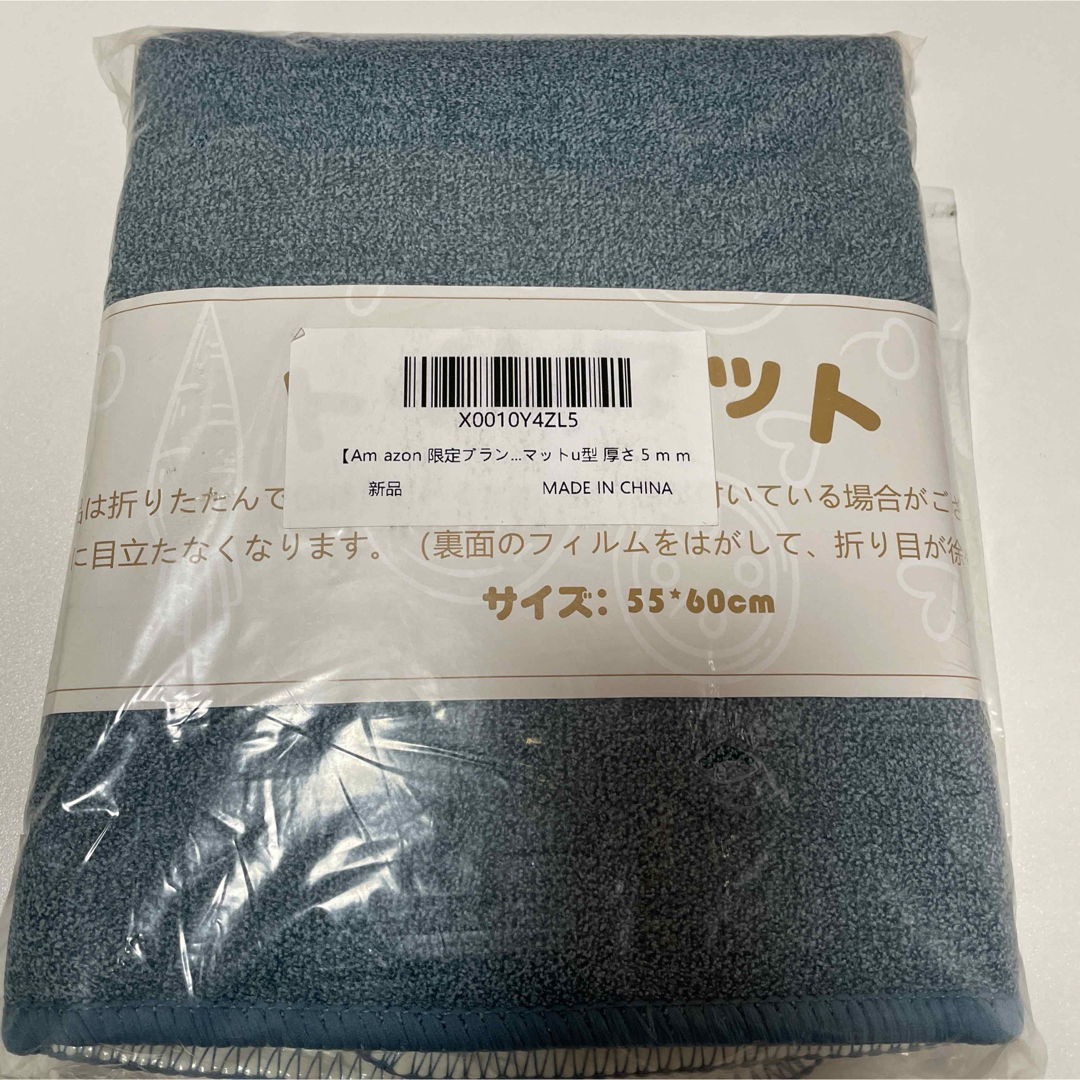 ット
X0010Y4ZL5
【Am azon 限定ブラン...マットu型 厚さ5mm
新品 MADE IN CHINA
は折りたたんで 付いている場合がござ
に目立たなくなります。（裏面のフィルムをはがして、折り目が徐
サイズ: 55*60cm